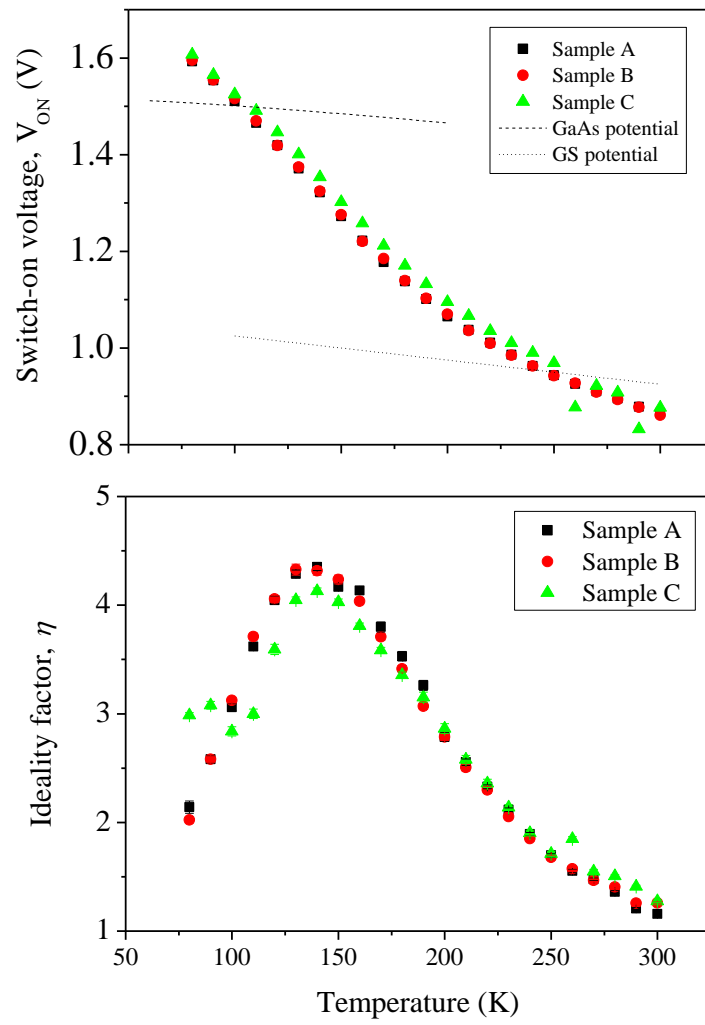 Switch-on voltage, V_ON (V)
1.6
1.4
1.2
1.0
0.8
Sample A
Sample B
Sample C
GaAs potential
GS potential
Ideality factor, η
5
4
3
2
1
Sample A
Sample B
Sample C
50 100 150 200 250 300
Temperature (K)